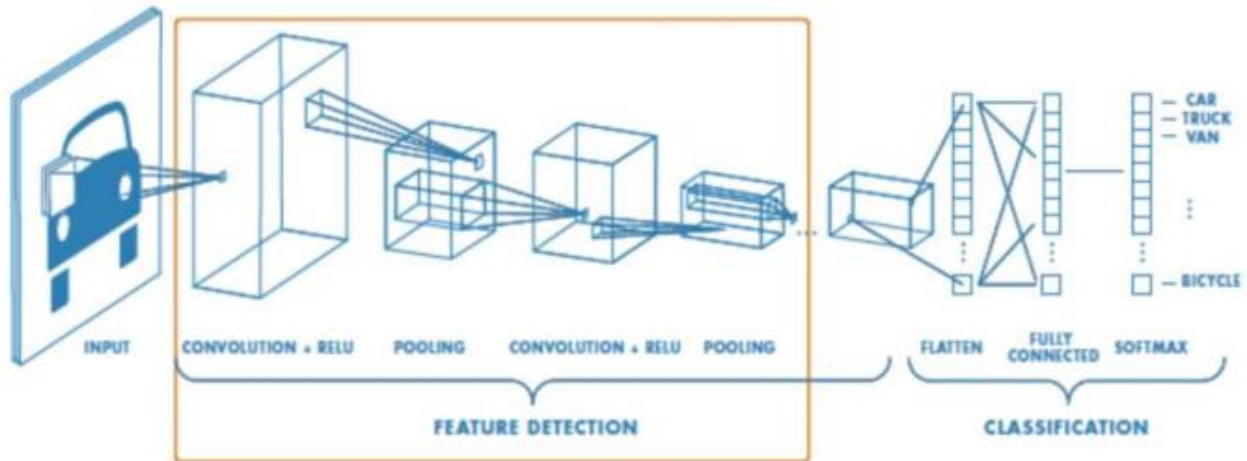 CAR
TRUCK
VAN
BICYCLE
INPUT
CONVOLUTION + RELU
POOLING
CONVOLUTION + RELU
POOLING
FLATTEN
FULLY
CONNECTED
SOFTMAX
FEATURE DETECTION
CLASSIFICATION